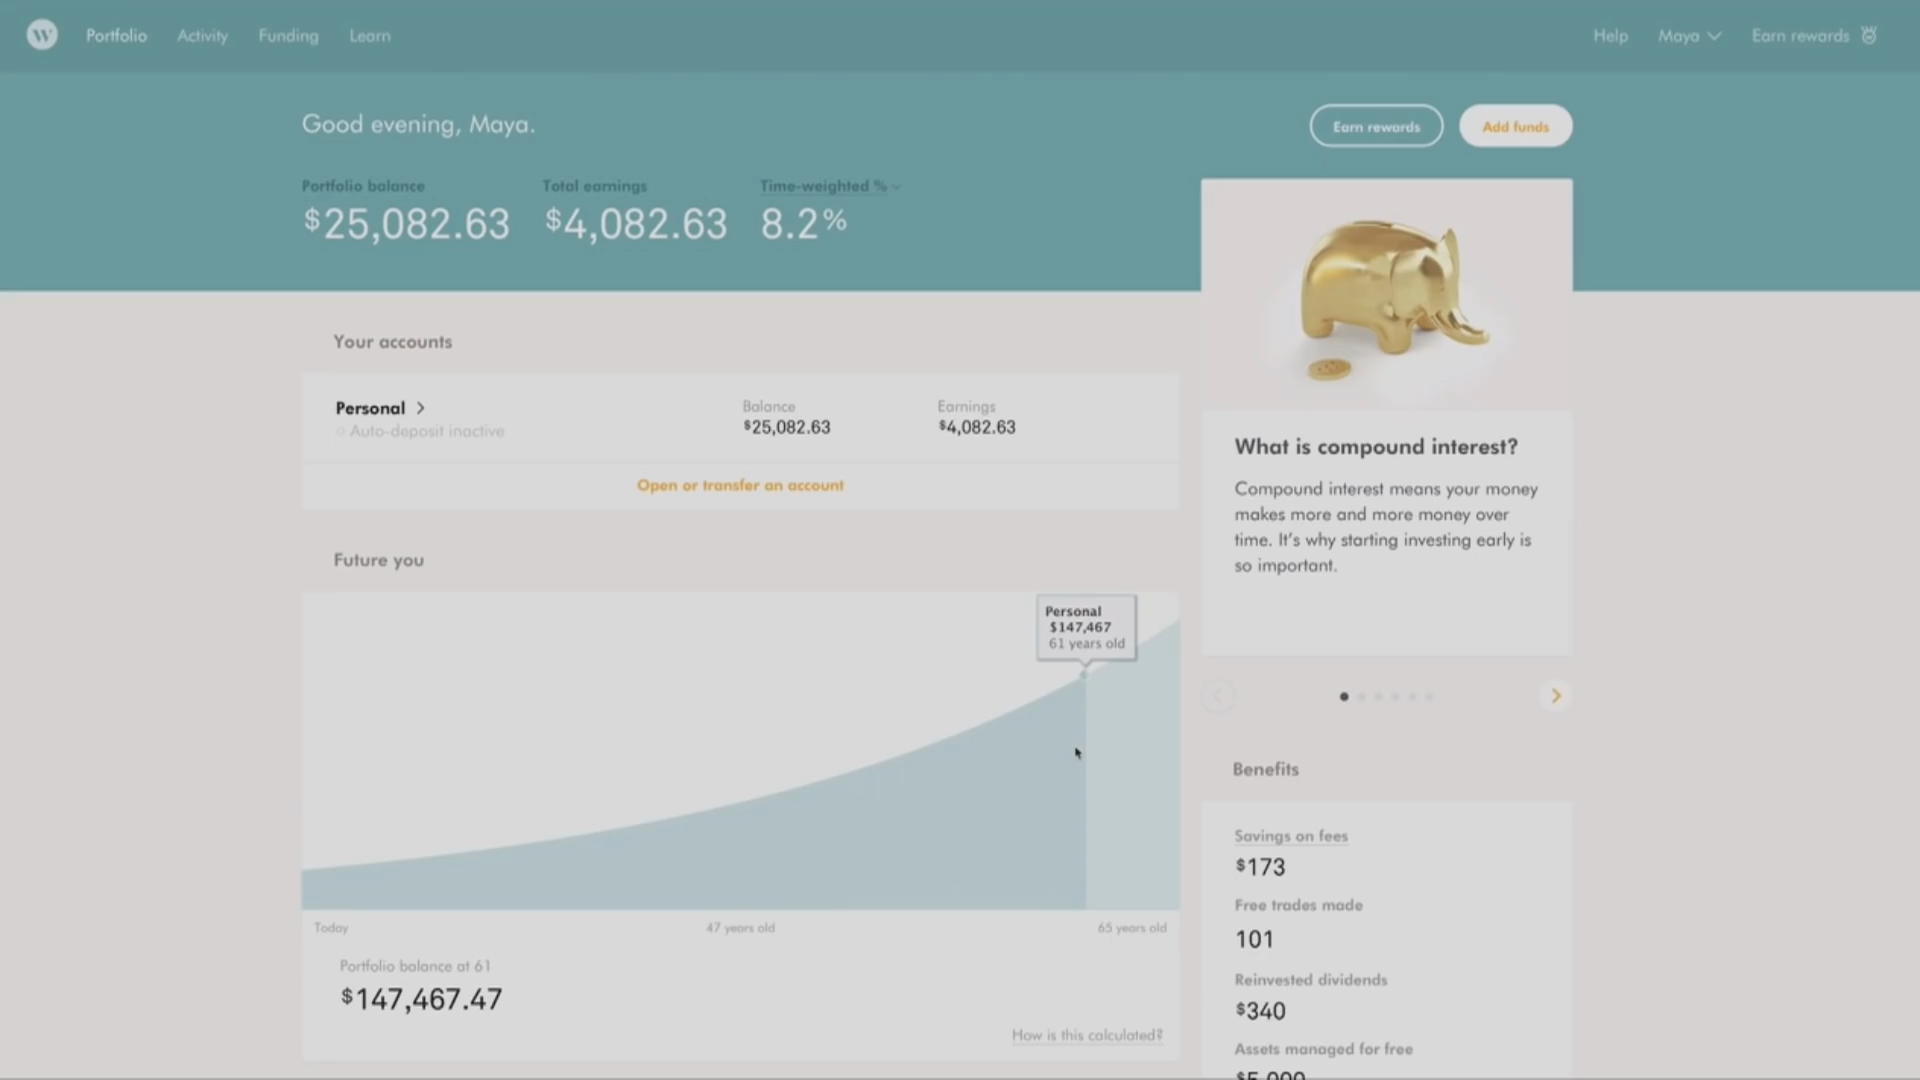 W
Portfolio
Activity
Funding
Learn
Help
Maya
Earn rewards
Good evening, Maya.
Earn rewards
Add funds
Portfolio balance
$25,082.63
Total earnings
$4,082.63
Time-weighted %
8.2%
Your accounts
Personal
Auto-deposit inactive
Balance
$25,082.63
Earnings
$4,082.63
Open or transfer an account
Future you
Personal
$147,467
61 years old
Today
47 years old
65 years old
Portfolio balance at 61
$147,467.47
How is this calculated?
What is compound interest?
Compound interest means your money
makes more and more money over
time. It's why starting investing early is
so important.
Benefits
Savings on fees
$173
Free trades made
101
Reinvested dividends
$340
Assets managed for free
$5,000